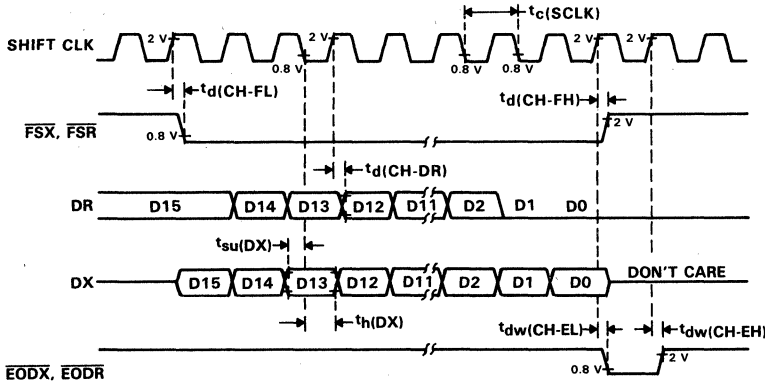 tc(SCLK)
SHIFT CLK
2 V
2 V
2 V
2 V
0.8 V
0.8 V
0.8 V
td(CH-FL)
td(CH-FH)
FSX, FSR
0.8 V
2 V
td(CH-DR)
DR
D15 D14 D13 D12 D11 D2 D1 D0
tsu(DX)
DX
D15 D14 D13 D12 D11 D2 D1 D0
DON'T CARE
th(DX)
tdw(CH-EL)
tdw(CH-EH)
EODX, EODR
0.8 V
2 V